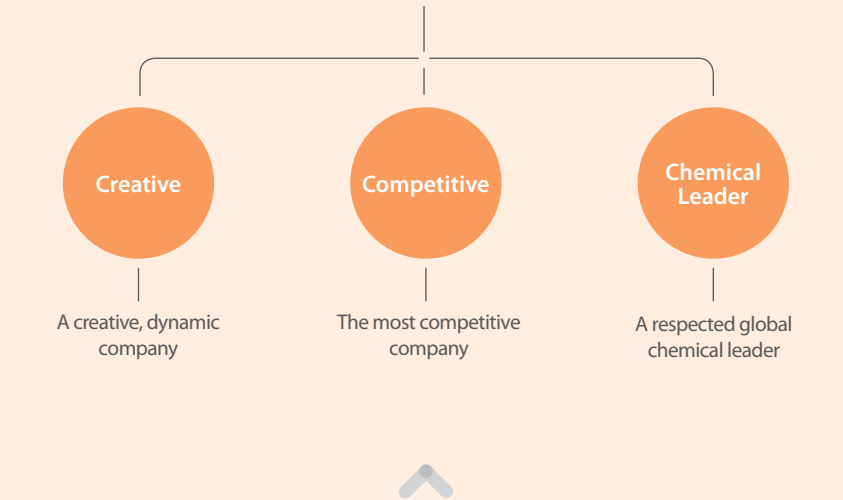 Creative
Competitive
Chemical
Leader
A creative, dynamic
company
The most competitive
company
A respected global
chemical leader